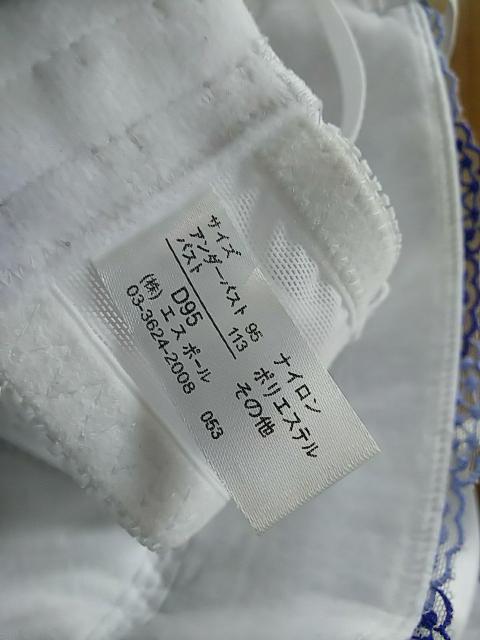 サイズ
アンダーバスト 95
バスト 113
D95
(株) エスポール
03-3624-2008 053
ナイロン
ポリエステル
その他